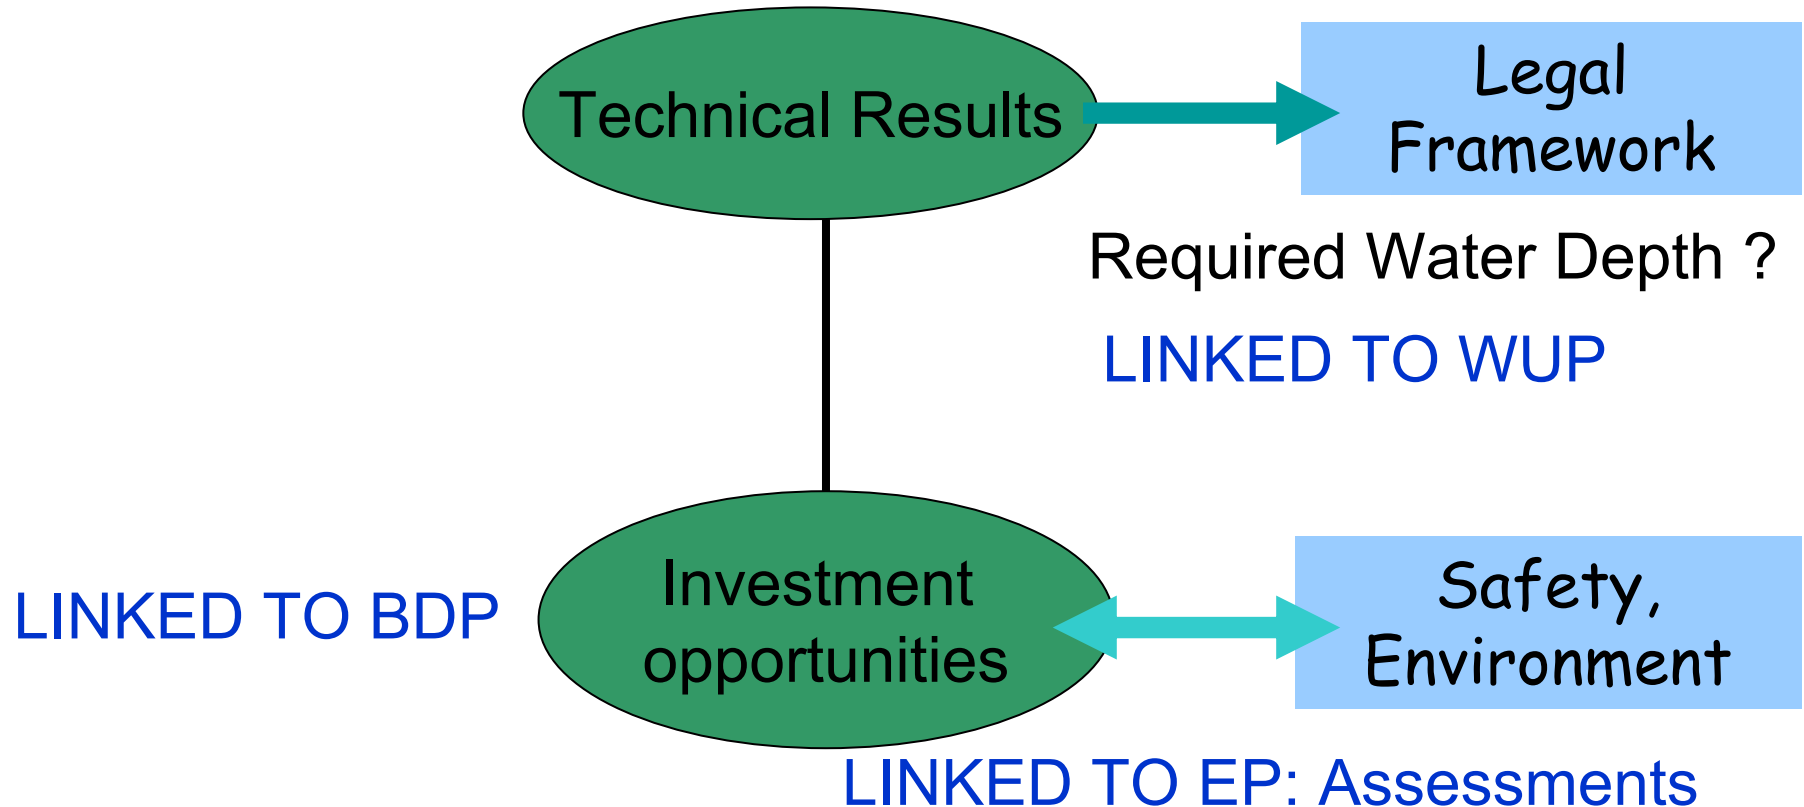 Technical Results
Legal
Framework
Required Water Depth ?
LINKED TO WUP
LINKED TO BDP
Investment
opportunities
Safety,
Environment
LINKED TO EP: Assessments